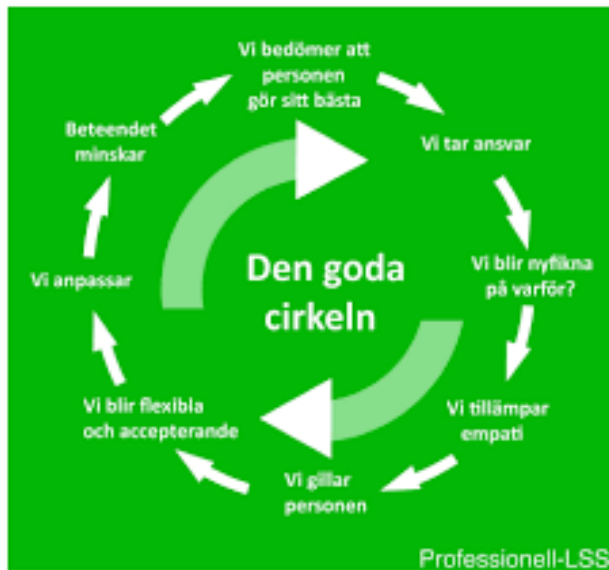 Vi bedömer att
personen
gör sitt bästa
Vi tar ansvar
Vi blir nyfikna
på varför?
Vi tillämpar
empati
Vi gillar
personen
Vi blir flexibla
och accepterande
Vi anpassar
Beteendet
minskar
Den goda
cirkeln
Professionell-LSS